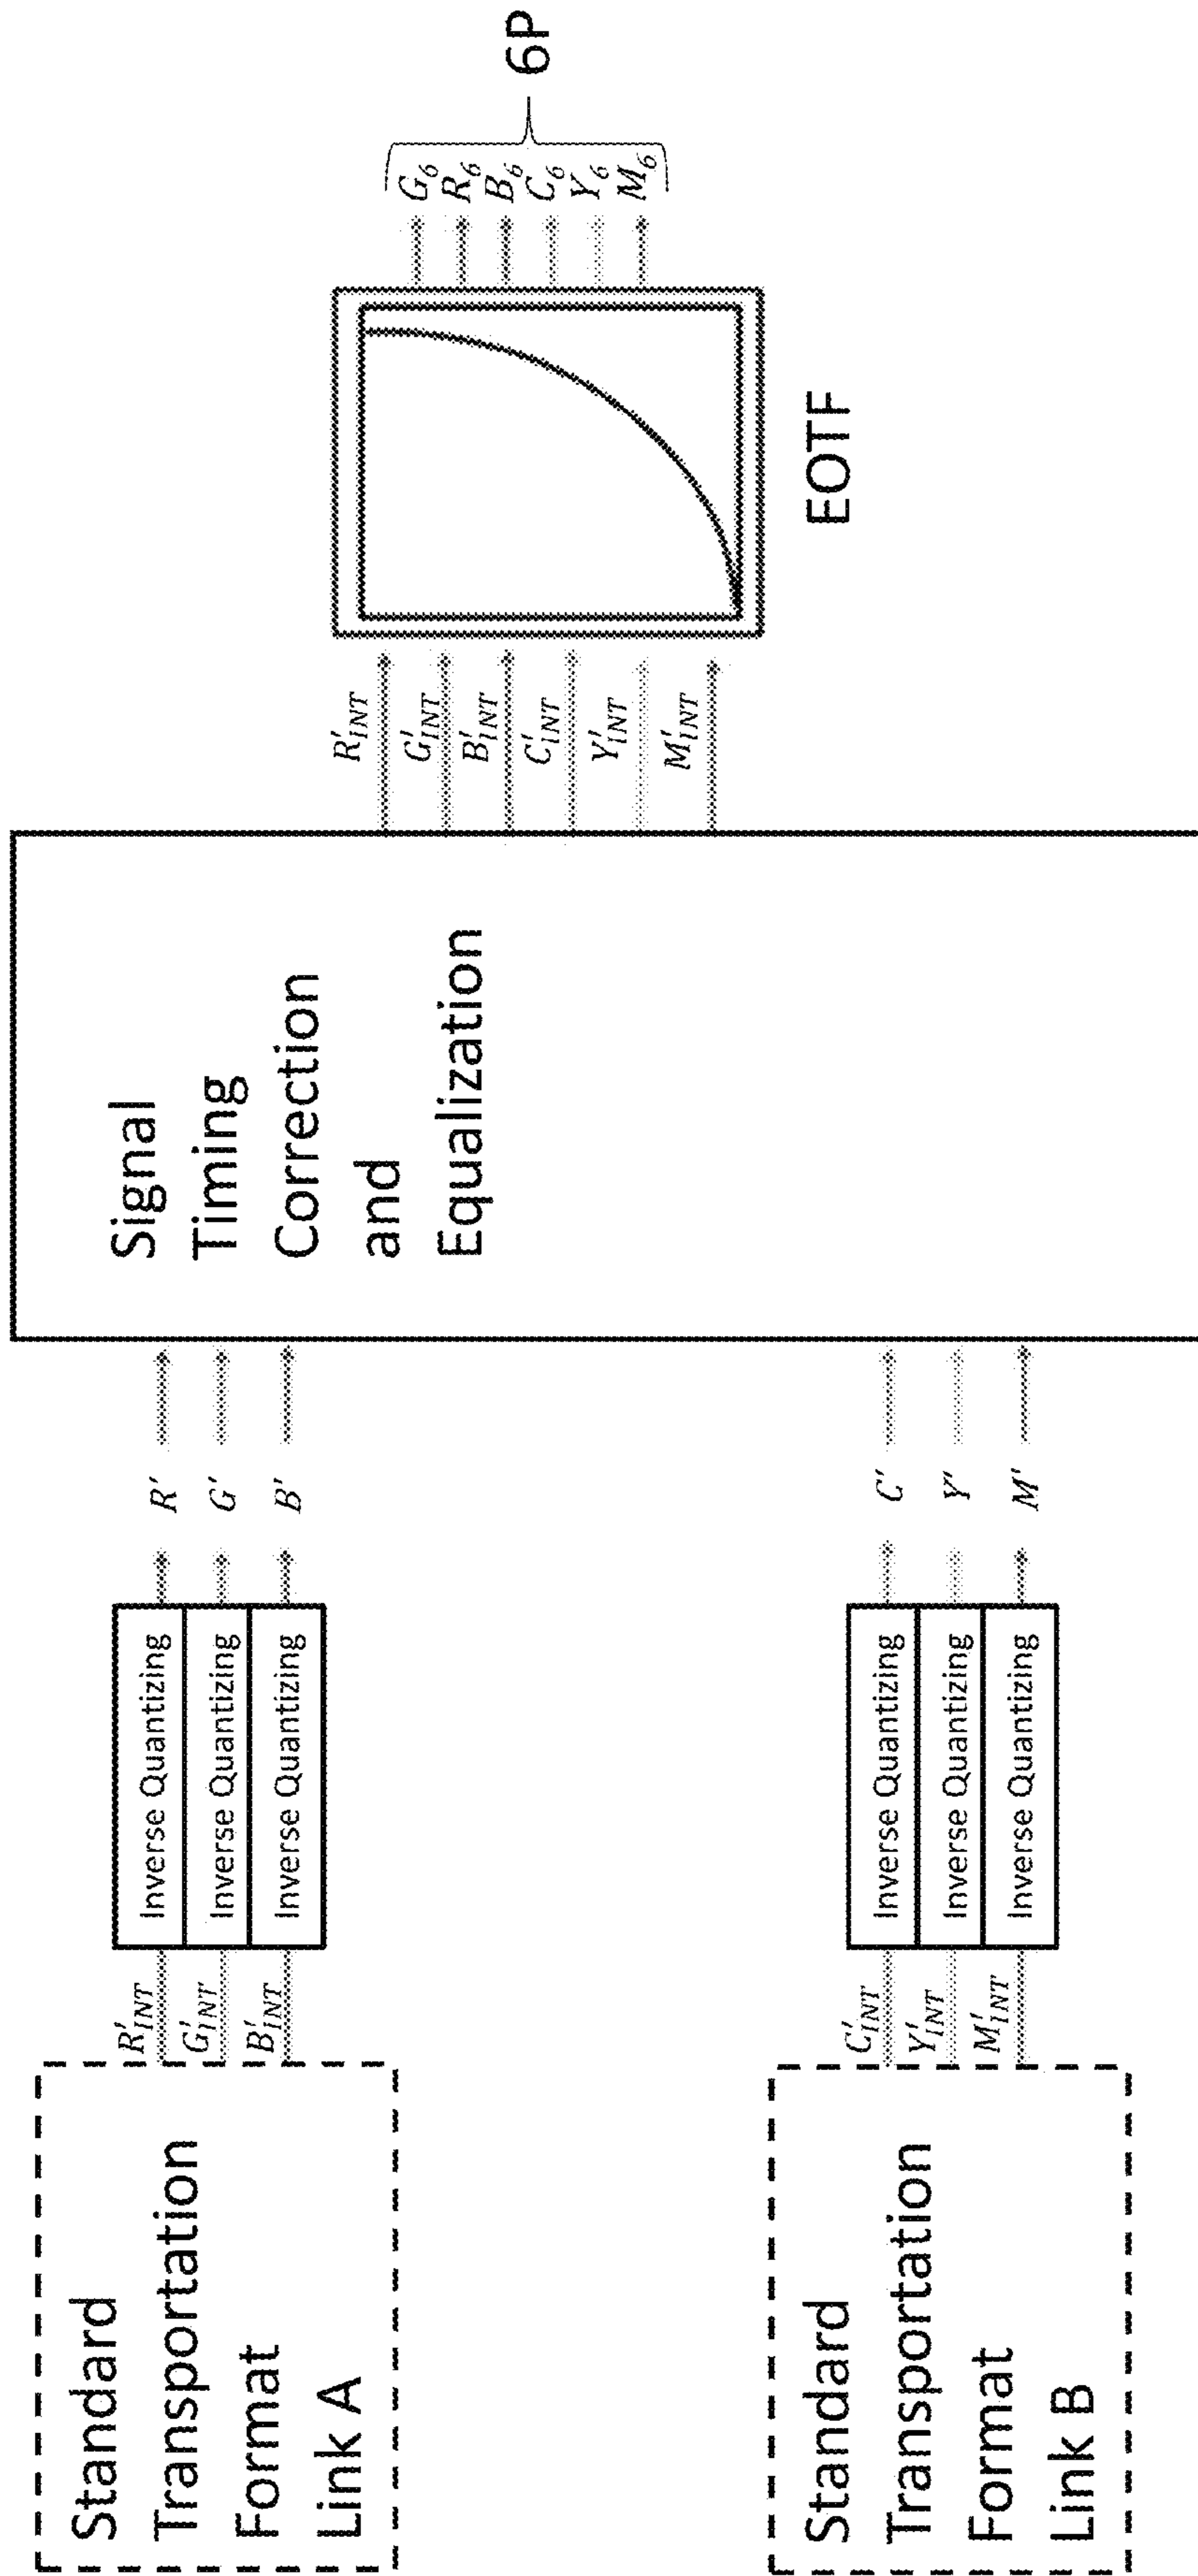 Standard
Transportation
Format
Link A
R'INT
G'INT
B'INT
Inverse Quantizing
Inverse Quantizing
Inverse Quantizing
R'
G'
B'
Standard
Transportation
Format
Link B
C'INT
Y'INT
M'INT
Inverse Quantizing
Inverse Quantizing
Inverse Quantizing
C'
Y'
M'
Signal
Timing
Correction
and
Equalization
R'INT
G'INT
B'INT
C'INT
Y'INT
M'INT
EOTF
G6
R6
B6
C6
Y6
M6
6P